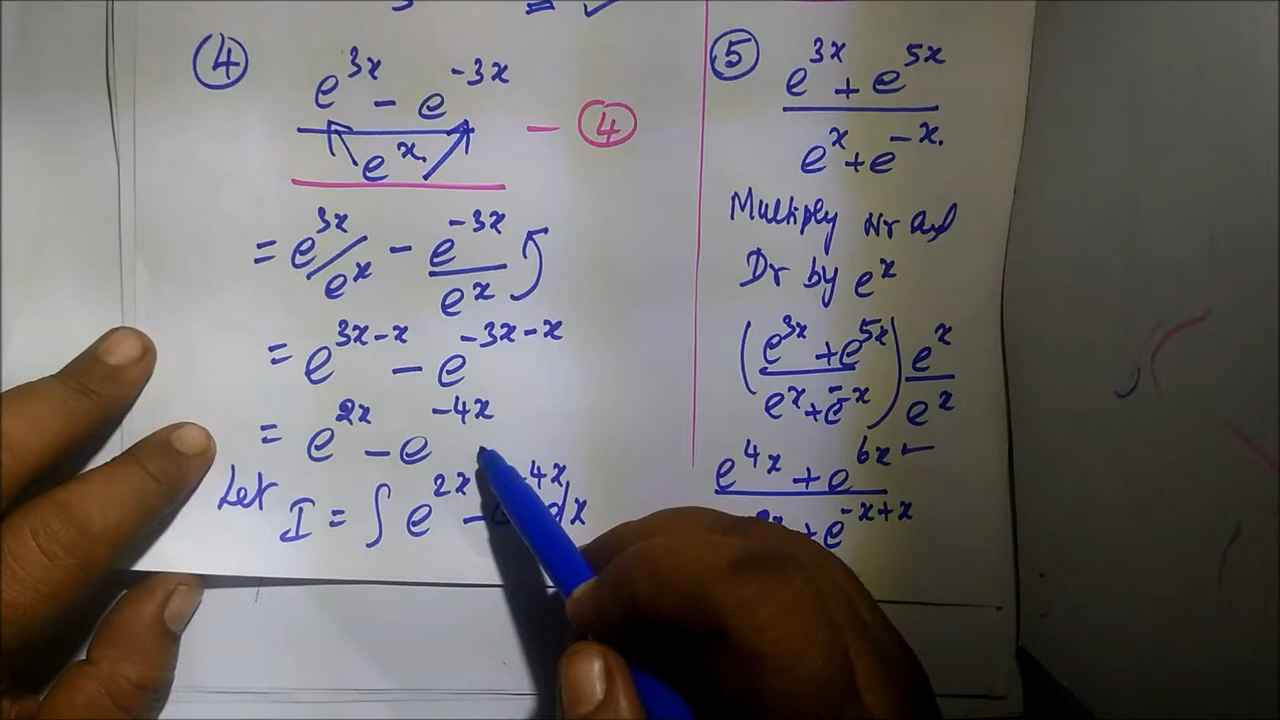 ④
e^{3x} - e^{-3x}
e^x
- ④
= e^{3x}/e^x - e^{-3x}/e^x
= e^{3x-x} - e^{-3x-x}
= e^{2x} - e^{-4x}
Let I = ∫ e^{2x} - e^{-4x} dx
⑤
e^{3x} + e^{5x}
e^x + e^{-x}
Multiply Nr and
Dr by e^x
(e^{3x} + e^{5x} / e^x + e^{-x}) e^x / e^x
e^{4x} + e^{6x}
+ e^{-x+x}